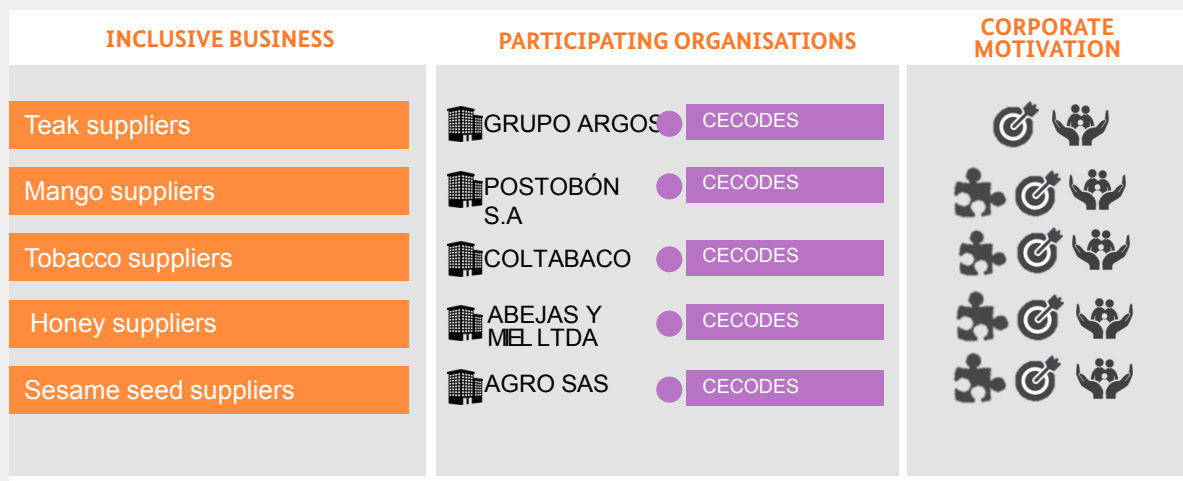 INCLUSIVE BUSINESS
PARTICIPATING ORGANISATIONS
CORPORATE
MOTIVATION
Teak suppliers
GRUPO ARGOS
CECODES
Mango suppliers
POSTOBÓN
S.A
CECODES
Tobacco suppliers
COLTABACO
CECODES
Honey suppliers
ABEJAS Y
MIEL LTDA
CECODES
Sesame seed suppliers
AGRO SAS
CECODES